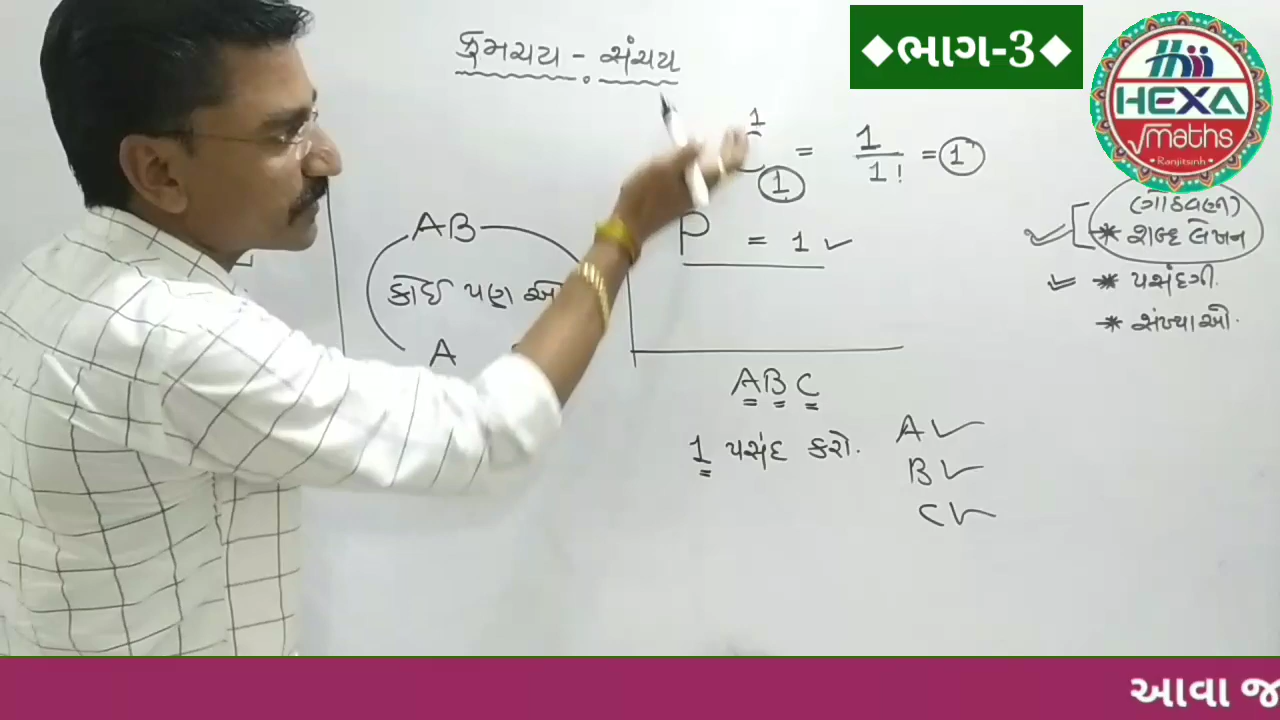 ક્રમચય - સંચય
◆ભાગ-3◆
HEXA
Maths
Ranjitsinh
1
1
= 1 / 1! = 1
P = 1 ✓
(ગોઠવણ)
* શબ્દ લેખન
* પસંદગી.
* સંખ્યાઓ.
AB
કોઈ પણ
A
ABC
1 પસંદ કરો.
A ✓
B ✓
C ✓
આવા જ